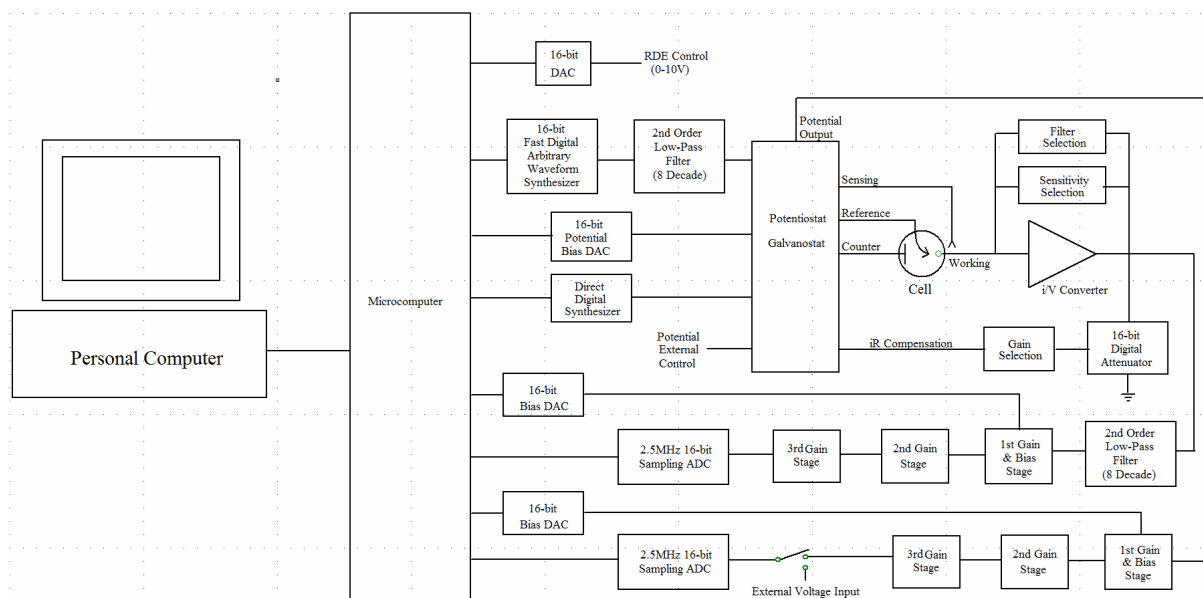 16-bit
DAC
RDE Control
(0-10V)
Potential
Output
16-bit
Fast Digital
Arbitrary
Waveform
Synthesizer
2nd Order
Low-Pass
Filter
(8 Decade)
Filter
Selection
Sensing
Sensitivity
Selection
Potentiostat
Galvanostat
Reference
Counter
16-bit
Potential
Bias DAC
Working
Cell
i/V Converter
Microcomputer
Direct
Digital
Synthesizer
Personal Computer
Potential
External
Control
iR Compensation
Gain
Selection
16-bit
Digital
Attenuator
16-bit
Bias DAC
2.5MHz 16-bit
Sampling ADC
3rd Gain
Stage
2nd Gain
Stage
1st Gain
& Bias
Stage
2nd Order
Low-Pass
Filter
(8 Decade)
16-bit
Bias DAC
2.5MHz 16-bit
Sampling ADC
External Voltage Input
3rd Gain
Stage
2nd Gain
Stage
1st Gain
& Bias
Stage